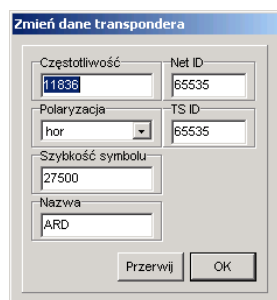 Zmień dane transpondera
Częstotliwość
11836
Net ID
65535
Polaryzacja
hor
TS ID
65535
Szybkość symbolu
27500
Nazwa
ARD
Przerwij
OK